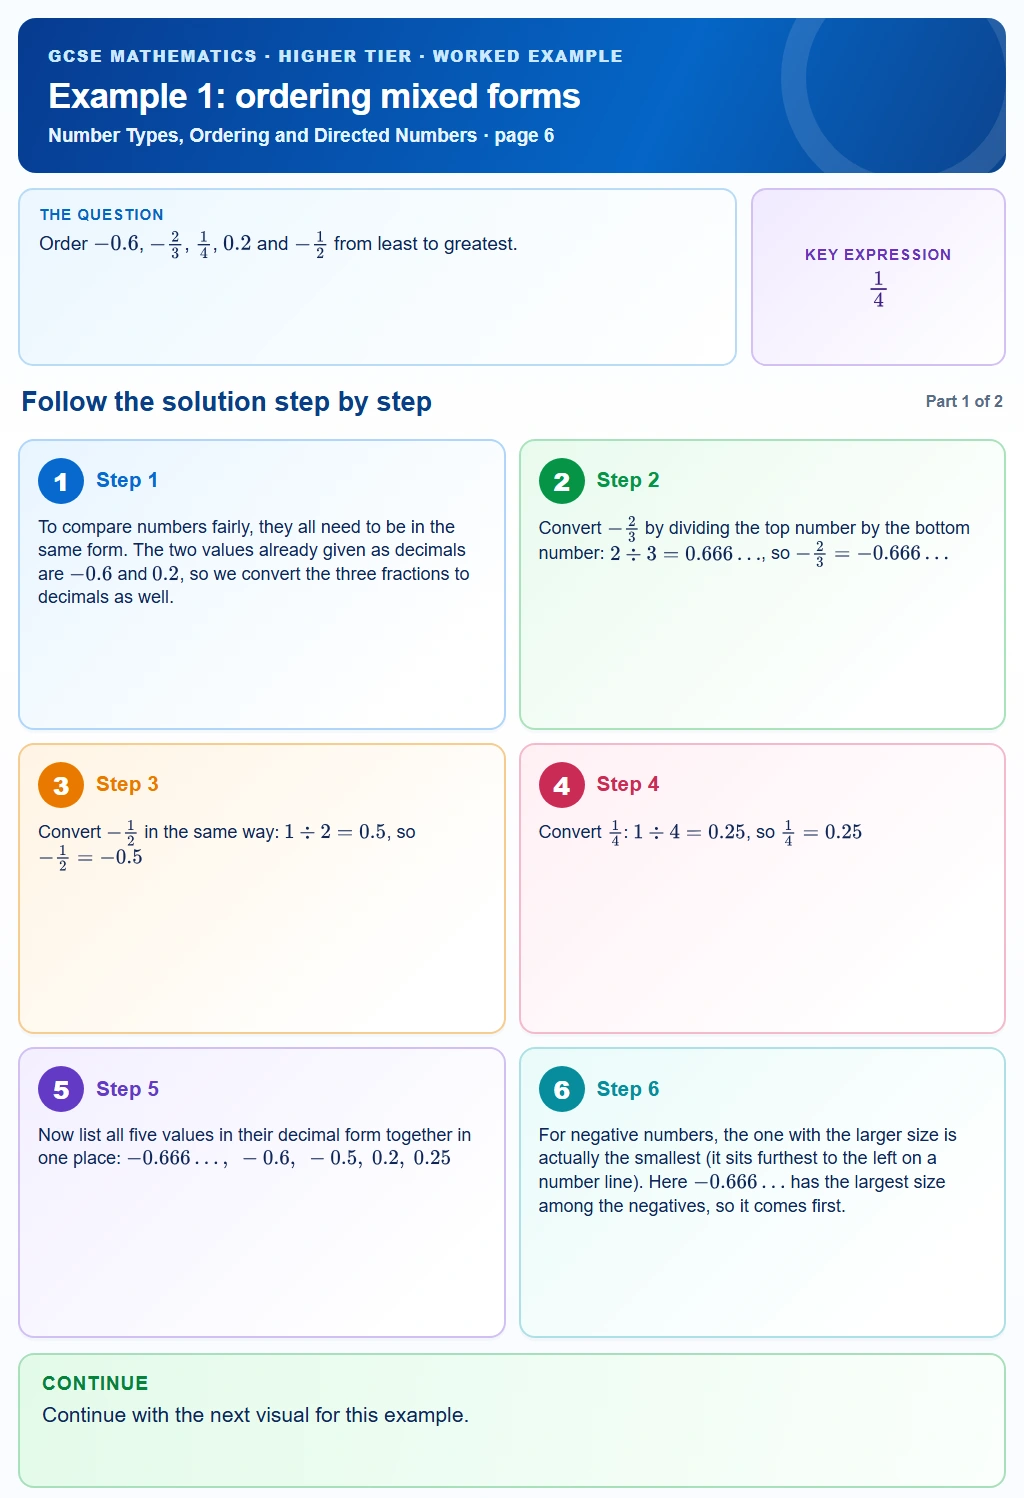 GCSE MATHEMATICS · HIGHER TIER · WORKED EXAMPLE
Example 1: ordering mixed forms
Number Types, Ordering and Directed Numbers · page 6
THE QUESTION
Order −0.6, −2/3, 1/4, 0.2 and −1/2 from least to greatest.
KEY EXPRESSION
1/4
Follow the solution step by step
Part 1 of 2
1 Step 1
To compare numbers fairly, they all need to be in the
same form. The two values already given as decimals
are −0.6 and 0.2, so we convert the three fractions to
decimals as well.
2 Step 2
Convert −2/3 by dividing the top number by the bottom
number: 2 ÷ 3 = 0.666..., so −2/3 = −0.666...
3 Step 3
Convert −1/2 in the same way: 1 ÷ 2 = 0.5, so
−1/2 = −0.5
4 Step 4
Convert 1/4: 1 ÷ 4 = 0.25, so 1/4 = 0.25
5 Step 5
Now list all five values in their decimal form together in
one place: −0.666..., −0.6, −0.5, 0.2, 0.25
6 Step 6
For negative numbers, the one with the larger size is
actually the smallest (it sits furthest to the left on a
number line). Here −0.666... has the largest size
among the negatives, so it comes first.
CONTINUE
Continue with the next visual for this example.